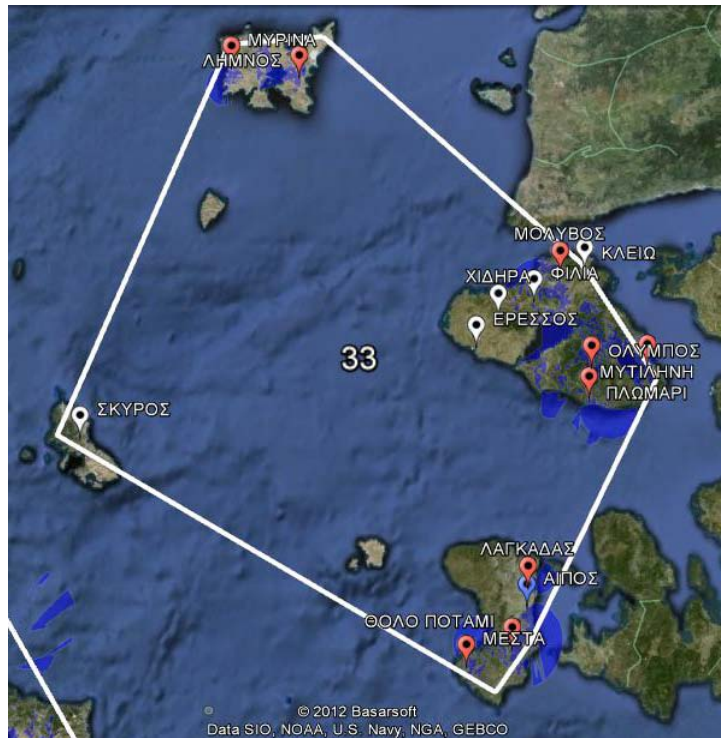 ΜΥΡΙΝΑ
ΛΗΜΝΟΣ
ΜΟΛΥΒΟΣ
ΚΛΕΙΩ
ΦΙΛΙΑ
ΧΙΔΗΡΑ
ΕΡΕΣΣΟΣ
33
ΟΛΥΜΠΟΣ
ΜΥΤΙΛΗΝΗ
ΠΛΩΜΑΡΙ
ΣΚΥΡΟΣ
ΛΑΓΚΑΔΑΣ
ΑΙΠΟΣ
ΘΟΛΟ ΠΟΤΑΜΙ
ΜΕΣΤΑ
© 2012 Basarsoft
Data SIO, NOAA, U.S. Navy, NGA, GEBCO